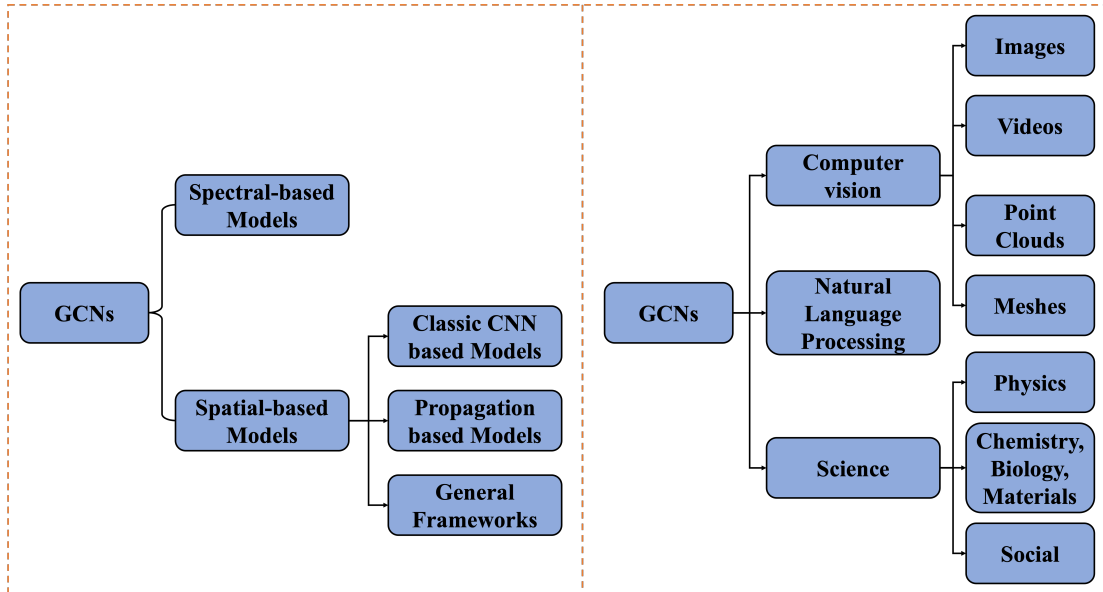 Spectral-based
Models
GCNs
Classic CNN
based Models
Spatial-based
Models
Propagation
based Models
General
Frameworks
GCNs
Computer
vision
Images
Videos
Point
Clouds
Meshes
Natural
Language
Processing
Science
Physics
Chemistry,
Biology,
Materials
Social